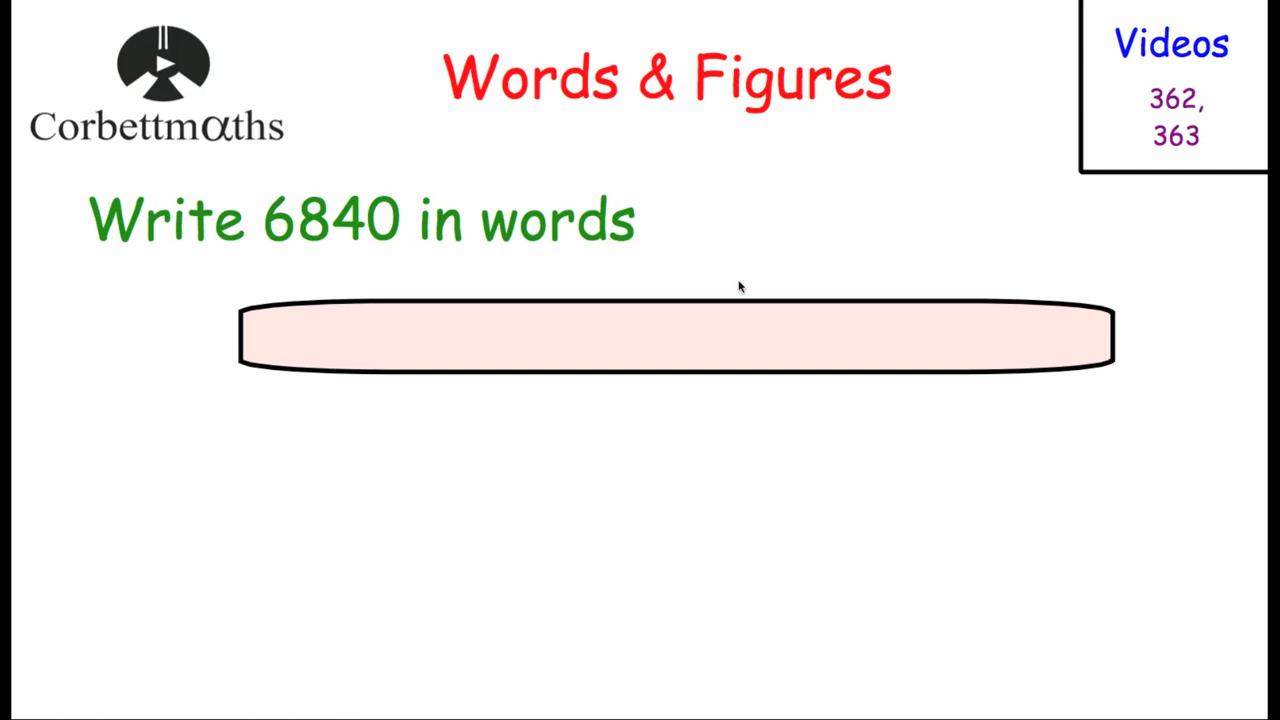 Corbettmαths
Words & Figures
Videos
362,
363
Write 6840 in words